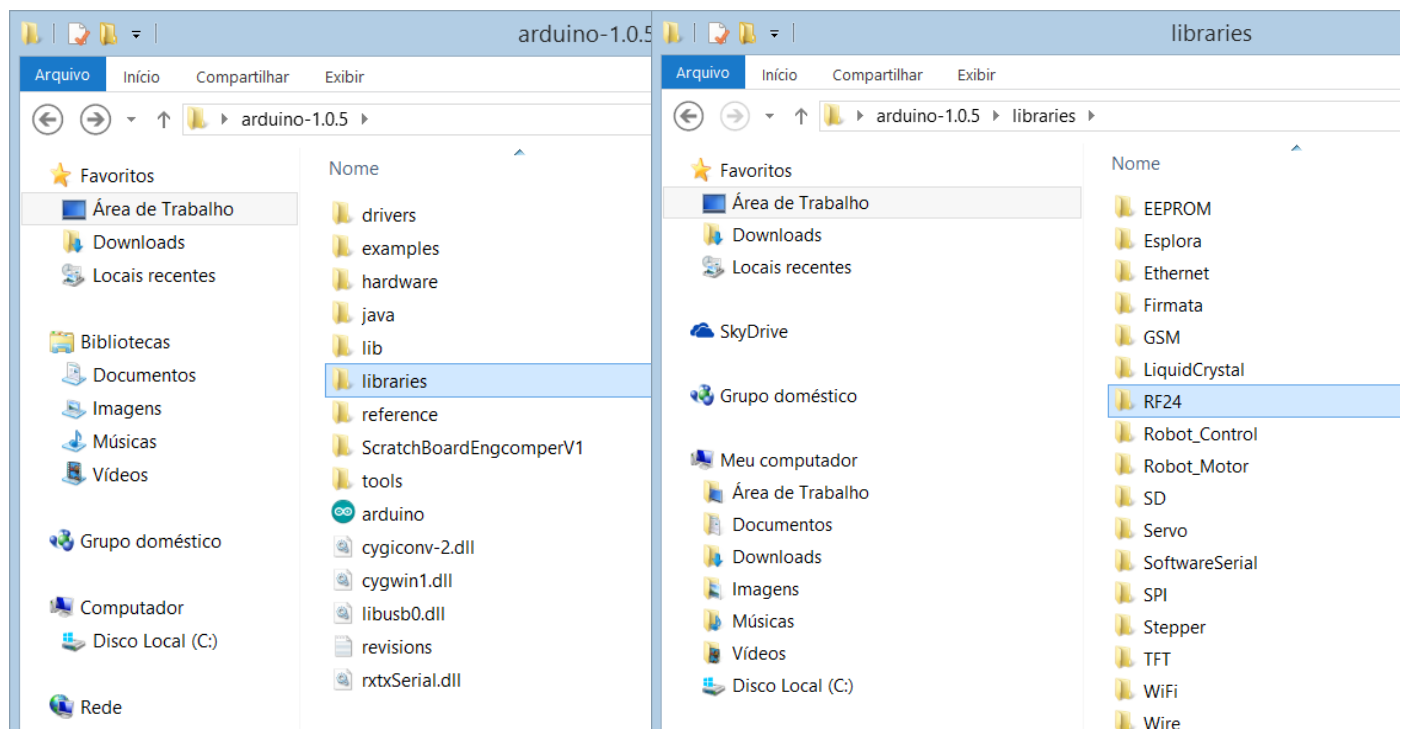 arduino-1.0.5
Arquivo Início Compartilhar Exibir
arduino-1.0.5
Favoritos
Área de Trabalho
Downloads
Locais recentes
Bibliotecas
Documentos
Imagens
Músicas
Vídeos
Grupo doméstico
Computador
Disco Local (C:)
Rede
Nome
drivers
examples
hardware
java
lib
libraries
reference
ScratchBoardEngcomperV1
tools
arduino
cygiconv-2.dll
cygwin1.dll
libusb0.dll
revisions
rxtxSerial.dll
libraries
Arquivo Início Compartilhar Exibir
arduino-1.0.5 libraries
Favoritos
Área de Trabalho
Downloads
Locais recentes
SkyDrive
Grupo doméstico
Meu computador
Área de Trabalho
Documentos
Downloads
Imagens
Músicas
Vídeos
Disco Local (C:)
Nome
EEPROM
Esplora
Ethernet
Firmata
GSM
LiquidCrystal
RF24
Robot_Control
Robot_Motor
SD
Servo
SoftwareSerial
SPI
Stepper
TFT
WiFi
Wire